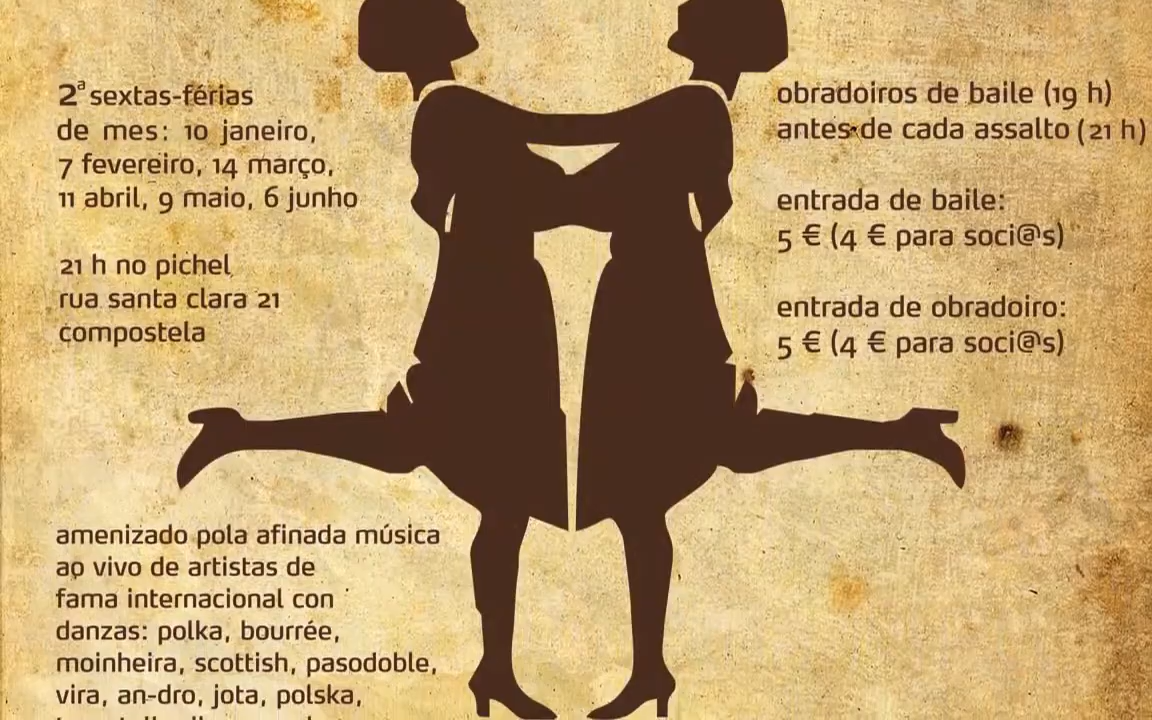 2ª sextas-férias
de mes: 10 janeiro,
7 fevereiro, 14 março,
11 abril, 9 maio, 6 junho
21 h no pichel
rua santa clara 21
compostela
obradoiros de baile (19 h)
antes de cada assalto (21 h)
entrada de baile:
5 € (4 € para soci@s)
entrada de obradoiro:
5 € (4 € para soci@s)
amenizado pola afinada música
ao vivo de artistas de
fama internacional con
danzas: polka, bourrée,
moinheira, scottish, pasodoble,
vira, an-dro, jota, polska,